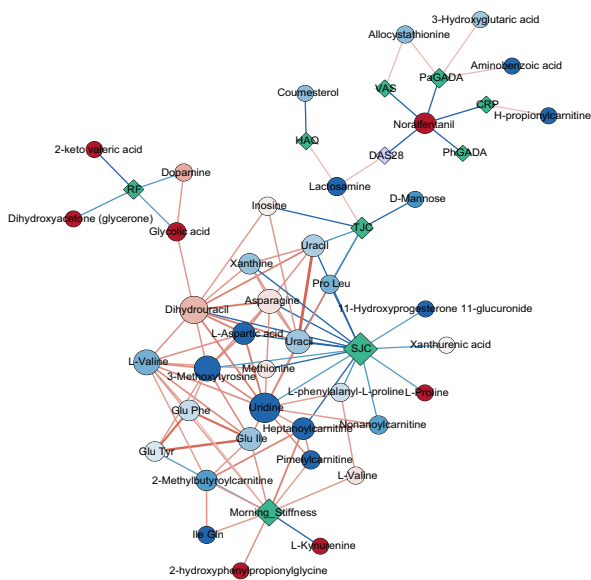 3-Hydroxyglutaric acid
Allocystathionine
Aminobenzoic acid
PaGADA
VAS
Coumesterol
CRP
H-propionylcarnitine
Noralfentanil
HAQ
2-keto valeric acid
DAS28
PhGADA
Dopamine
Lactosamine
RF
D-Mannose
Inosine
Dihydroxyacetone (glycerone)
Glycolic acid
TJC
Uracil
Xanthine
Pro Leu
Asparagine
Dihydrouracil
11-Hydroxyprogesterone 11-glucuronide
L-Aspartic acid
Uracil
SJC
Xanthurenic acid
L-Valine
Methionine
3-Methoxytyrosine
L-phenylalanyl-L-proline
L-Proline
Glu Phe
Uridine
Heptanoylcarnitine
Nonanoylcarnitine
Glu Ile
Glu Tyr
Pimelylcarnitine
L-Valine
2-Methylbutyroylcarnitine
Morning_Stiffness
Ile Gln
L-Kynurenine
2-hydroxyphenylpropionylglycine